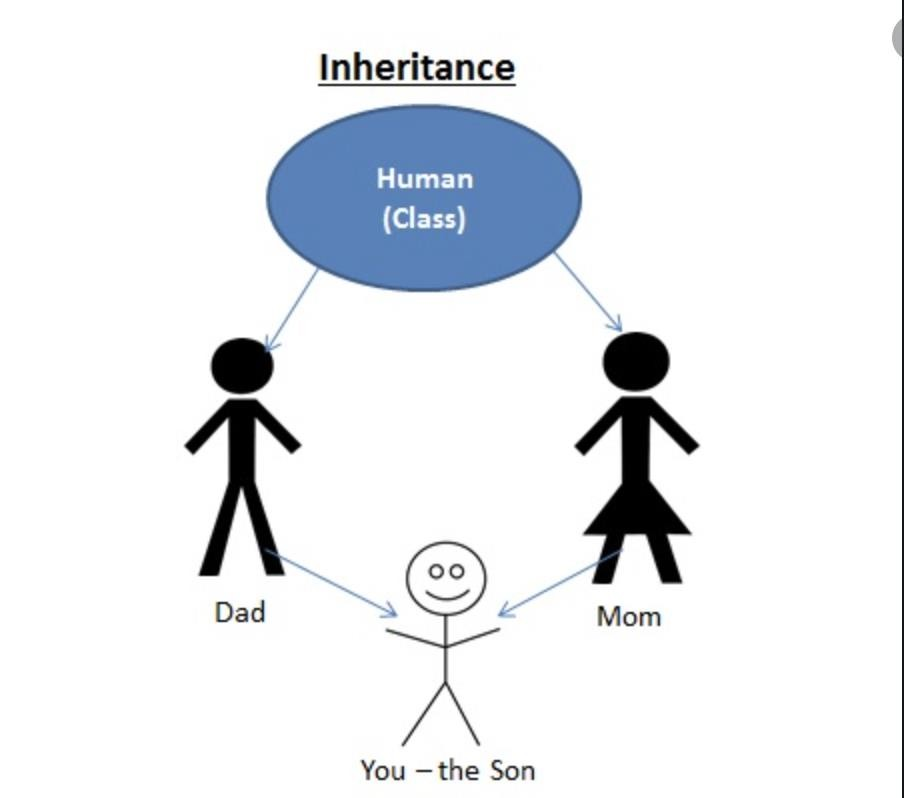 Inheritance
Human
(Class)
Dad
Mom
You – the Son